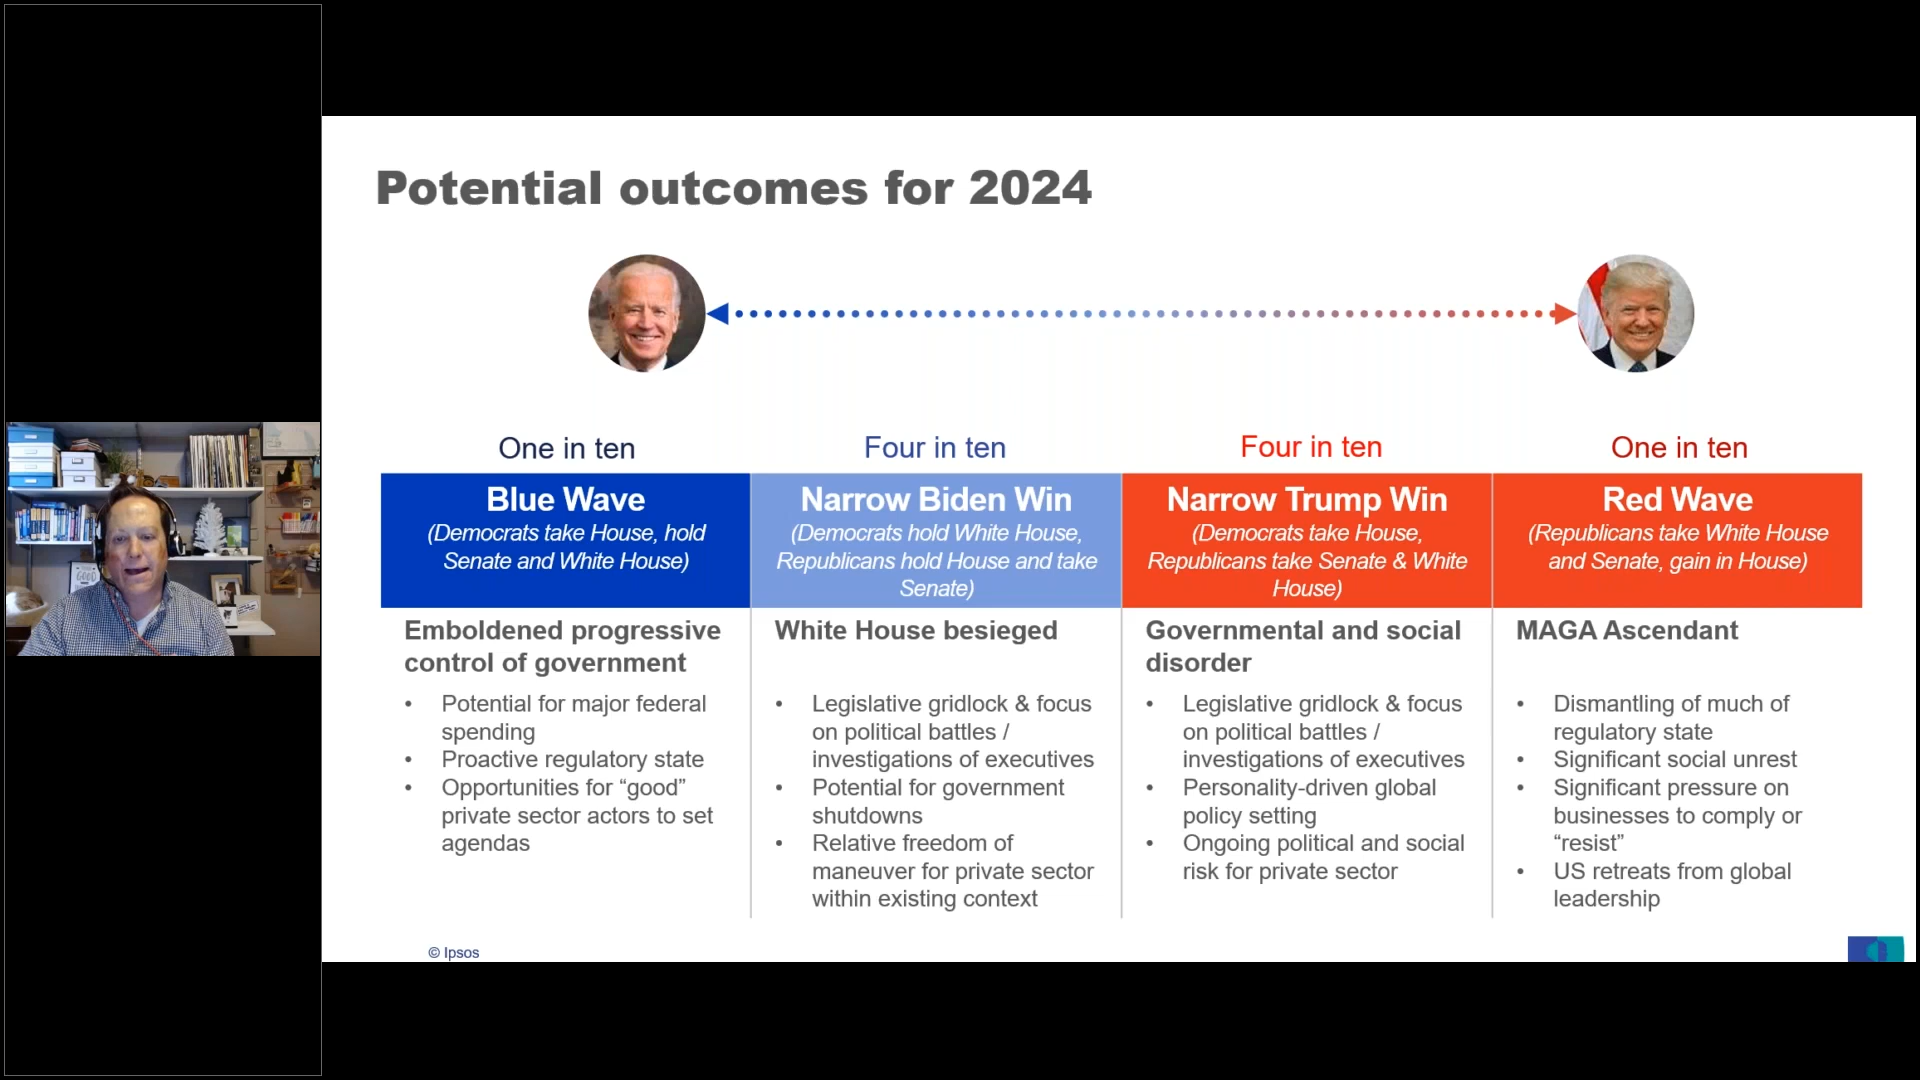 Potential outcomes for 2024
One in ten
Four in ten
Four in ten
One in ten
Blue Wave
(Democrats take House, hold
Senate and White House)
Narrow Biden Win
(Democrats hold White House,
Republicans hold House and take
Senate)
Narrow Trump Win
(Democrats take House,
Republicans take Senate & White
House)
Red Wave
(Republicans take White House
and Senate, gain in House)
Emboldened progressive
control of government
• Potential for major federal
spending
• Proactive regulatory state
• Opportunities for “good”
private sector actors to set
agendas
White House besieged
• Legislative gridlock & focus
on political battles /
investigations of executives
• Potential for government
shutdowns
• Relative freedom of
maneuver for private sector
within existing context
Governmental and social
disorder
• Legislative gridlock & focus
on political battles /
investigations of executives
• Personality-driven global
policy setting
• Ongoing political and social
risk for private sector
MAGA Ascendant
• Dismantling of much of
regulatory state
• Significant social unrest
• Significant pressure on
businesses to comply or
“resist”
• US retreats from global
leadership
© Ipsos